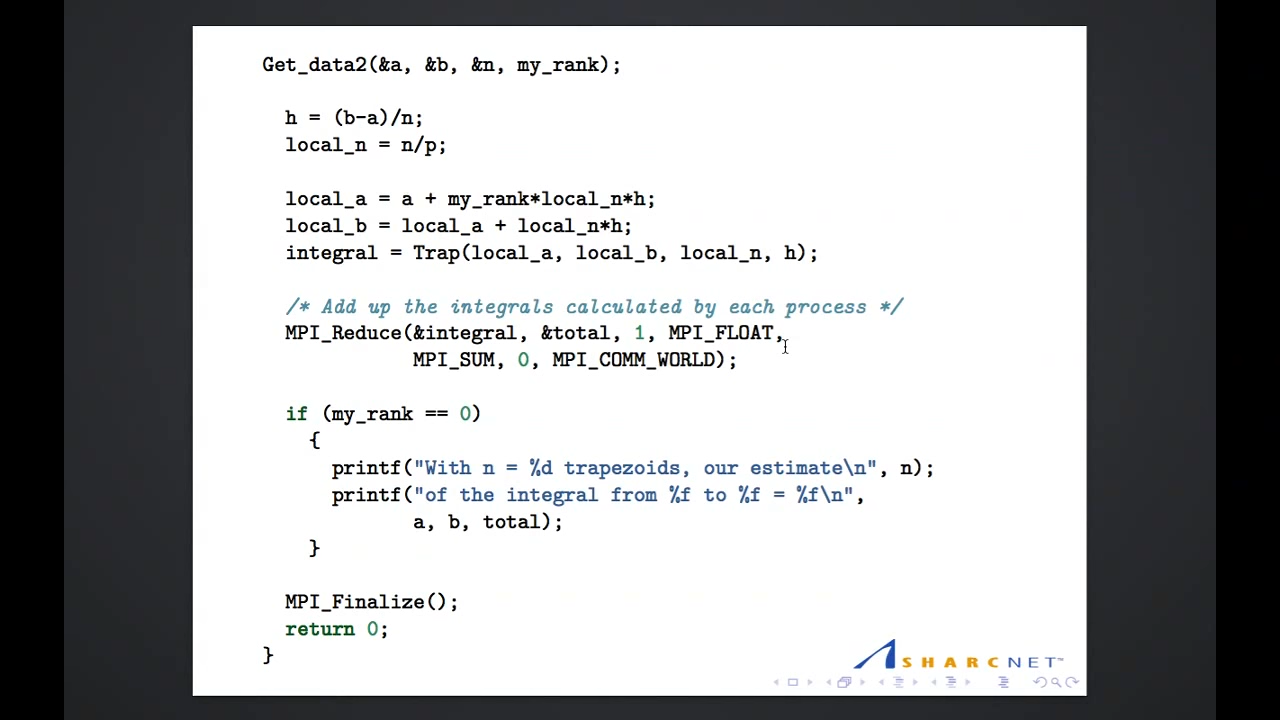 Get_data2(&a, &b, &n, my_rank);
h = (b-a)/n;
local_n = n/p;
local_a = a + my_rank*local_n*h;
local_b = local_a + local_n*h;
integral = Trap(local_a, local_b, local_n, h);
/* Add up the integrals calculated by each process */
MPI_Reduce(&integral, &total, 1, MPI_FLOAT,
MPI_SUM, 0, MPI_COMM_WORLD);
if (my_rank == 0)
{
printf("With n = %d trapezoids, our estimate\n", n);
printf("of the integral from %f to %f = %f\n",
a, b, total);
}
MPI_Finalize();
return 0;
}
SHARCNET™